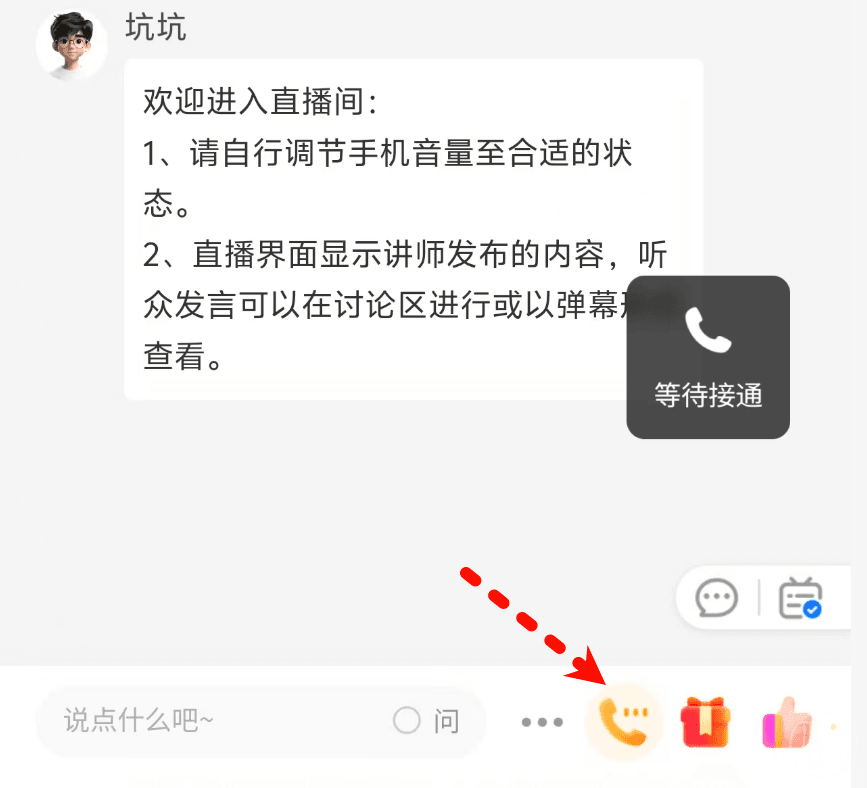 坑坑
欢迎进入直播间：
1、请自行调节手机音量至合适的状
态。
2、直播界面显示讲师发布的内容，听
众发言可以在讨论区进行或以弹幕
查看。
等待接通
说点什么吧~
问